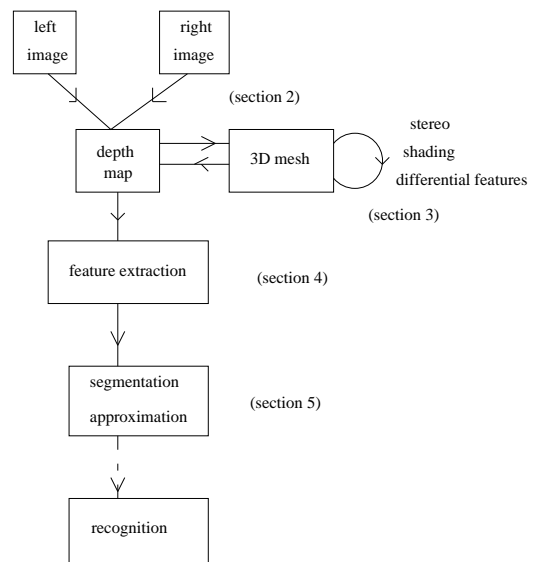 left
image
right
image
(section 2)
depth
map
3D mesh
stereo
shading
differential features
(section 3)
feature extraction
(section 4)
segmentation
approximation
(section 5)
recognition